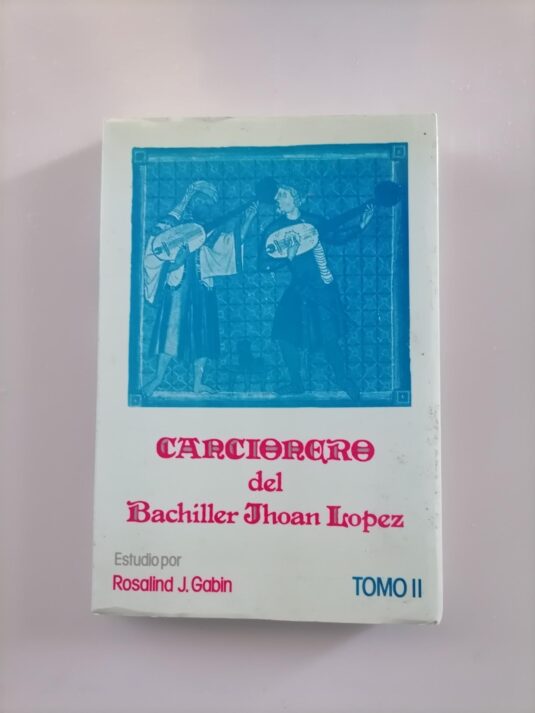 CANCIONERO
del
Bachiller Jhoan Lopez
Estudio por
Rosalind J. Gabin
TOMO II